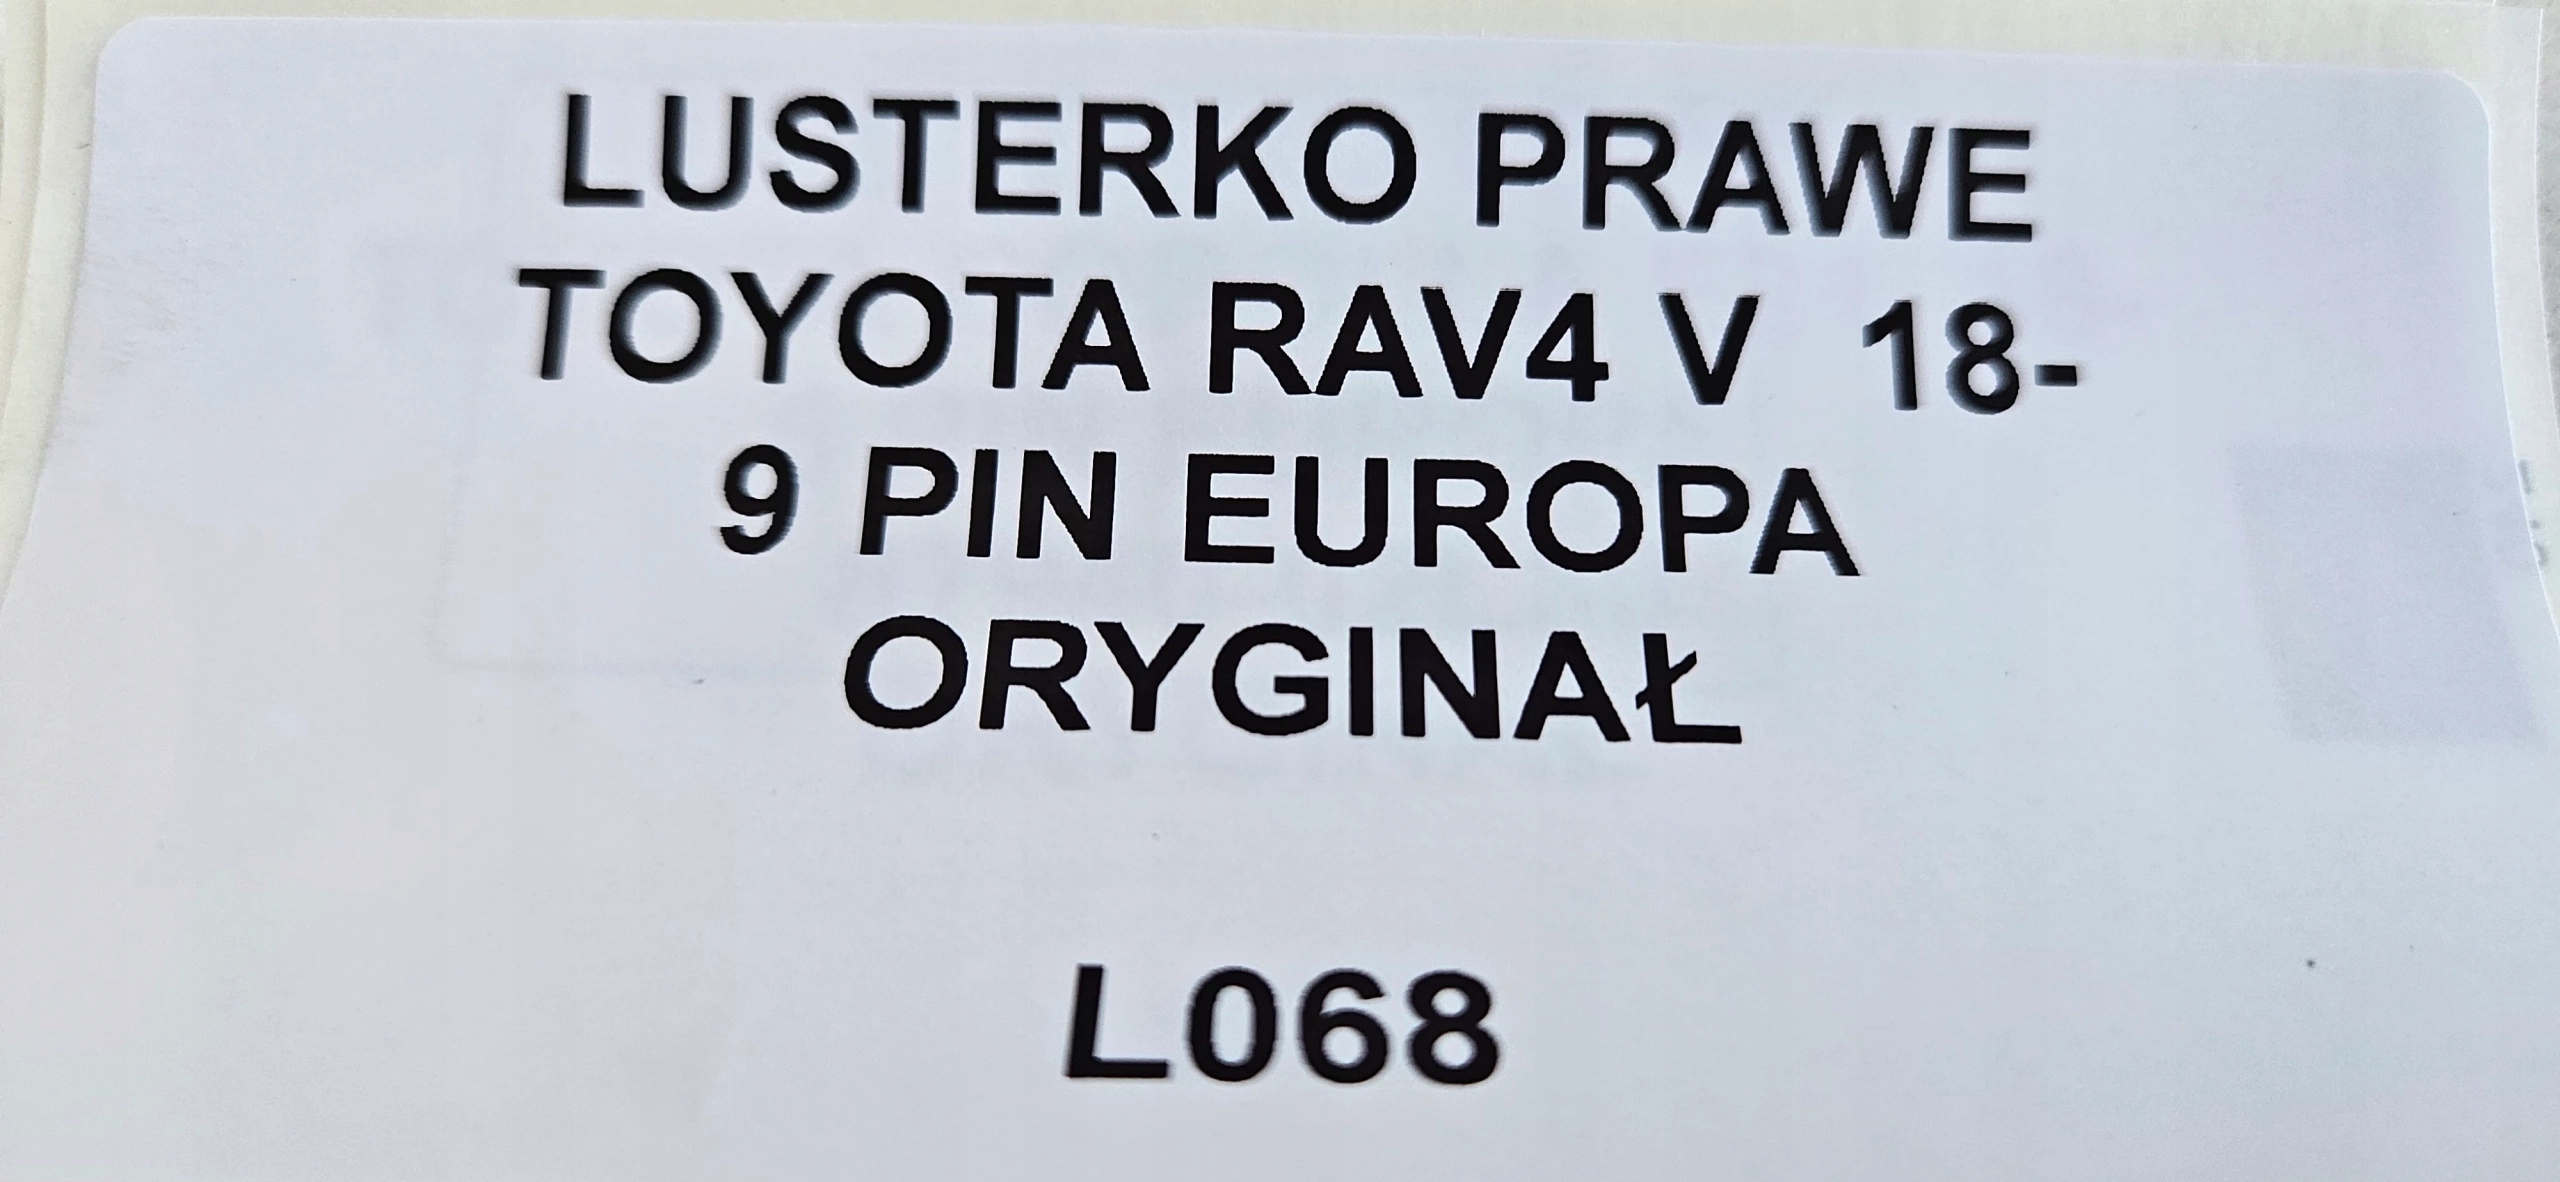 LUSTERKO PRAWE
TOYOTA RAV4 V 18-
9 PIN EUROPA
ORYGINAŁ
L068